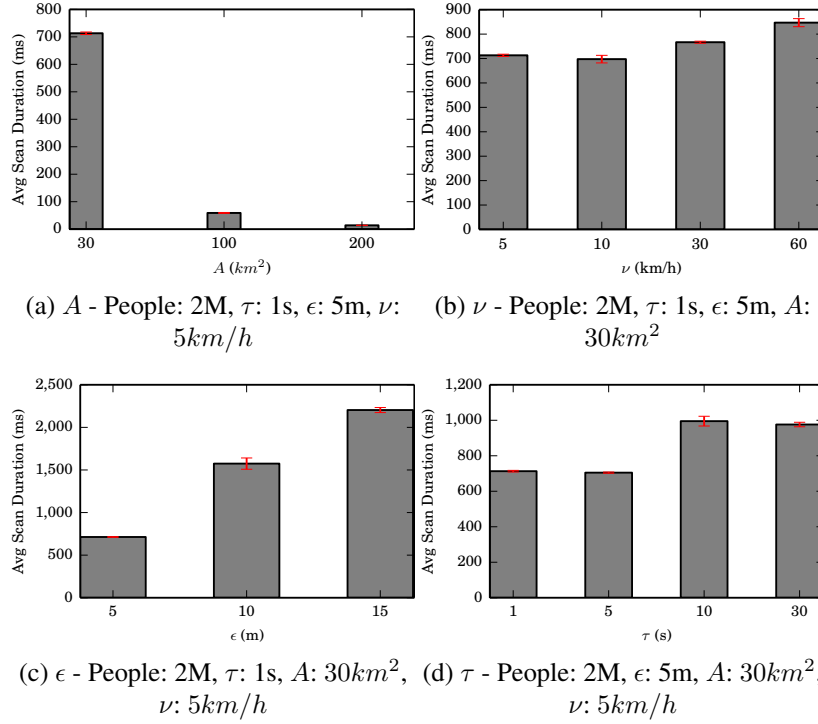 800
700
600
500
400
300
200
100
0
Avg Scan Duration (ms)
30 100 200
A (km²)
900
800
700
600
500
400
300
200
100
0
Avg Scan Duration (ms)
5 10 30 60
ν (km/h)
(a) A - People: 2M, τ: 1s, ϵ: 5m, ν:
5km/h
(b) ν - People: 2M, τ: 1s, ϵ: 5m, A:
30km²
2,500
2,000
1,500
1,000
500
0
Avg Scan Duration (ms)
5 10 15
ϵ (m)
1,200
1,000
800
600
400
200
0
Avg Scan Duration (ms)
1 5 10 30
τ (s)
(c) ϵ - People: 2M, τ: 1s, A: 30km²,
ν: 5km/h
(d) τ - People: 2M, ϵ: 5m, A: 30km²,
ν: 5km/h